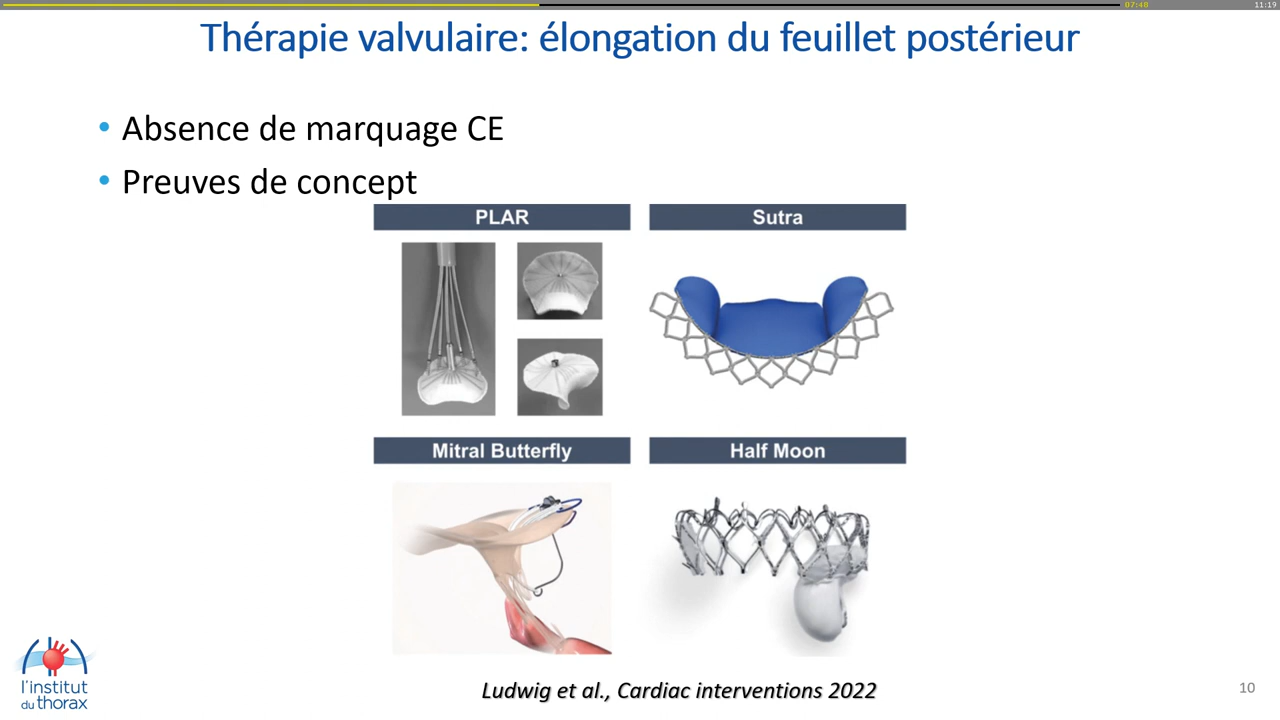 07:40
11:19
Thérapie valvulaire: élongation du feuillet postérieur
• Absence de marquage CE
• Preuves de concept
PLAR
Sutra
Mitral Butterfly
Half Moon
l'institut
du thorax
Ludwig et al., Cardiac interventions 2022
10